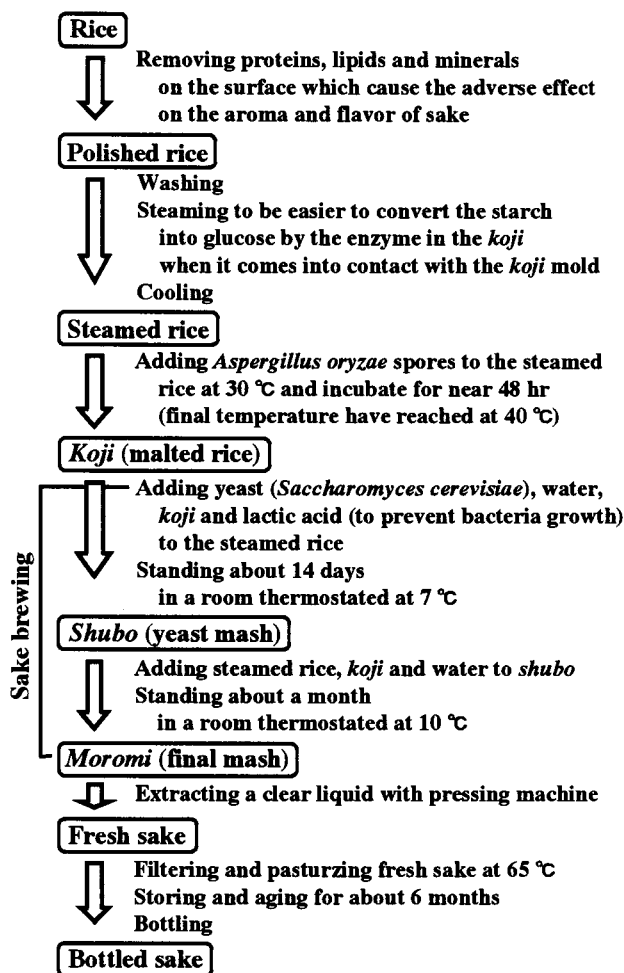 Rice
Removing proteins, lipids and minerals
on the surface which cause the adverse effect
on the aroma and flavor of sake
Polished rice
Washing
Steaming to be easier to convert the starch
into glucose by the enzyme in the koji
when it comes into contact with the koji mold
Cooling
Steamed rice
Adding Aspergillus oryzae spores to the steamed
rice at 30 ℃ and incubate for near 48 hr
(final temperature have reached at 40 ℃)
Koji (malted rice)
Sake brewing
Adding yeast (Saccharomyces cerevisiae), water,
koji and lactic acid (to prevent bacteria growth)
to the steamed rice
Standing about 14 days
in a room thermostated at 7 ℃
Shubo (yeast mash)
Adding steamed rice, koji and water to shubo
Standing about a month
in a room thermostated at 10 ℃
Moromi (final mash)
Extracting a clear liquid with pressing machine
Fresh sake
Filtering and pasturzing fresh sake at 65 ℃
Storing and aging for about 6 months
Bottling
Bottled sake